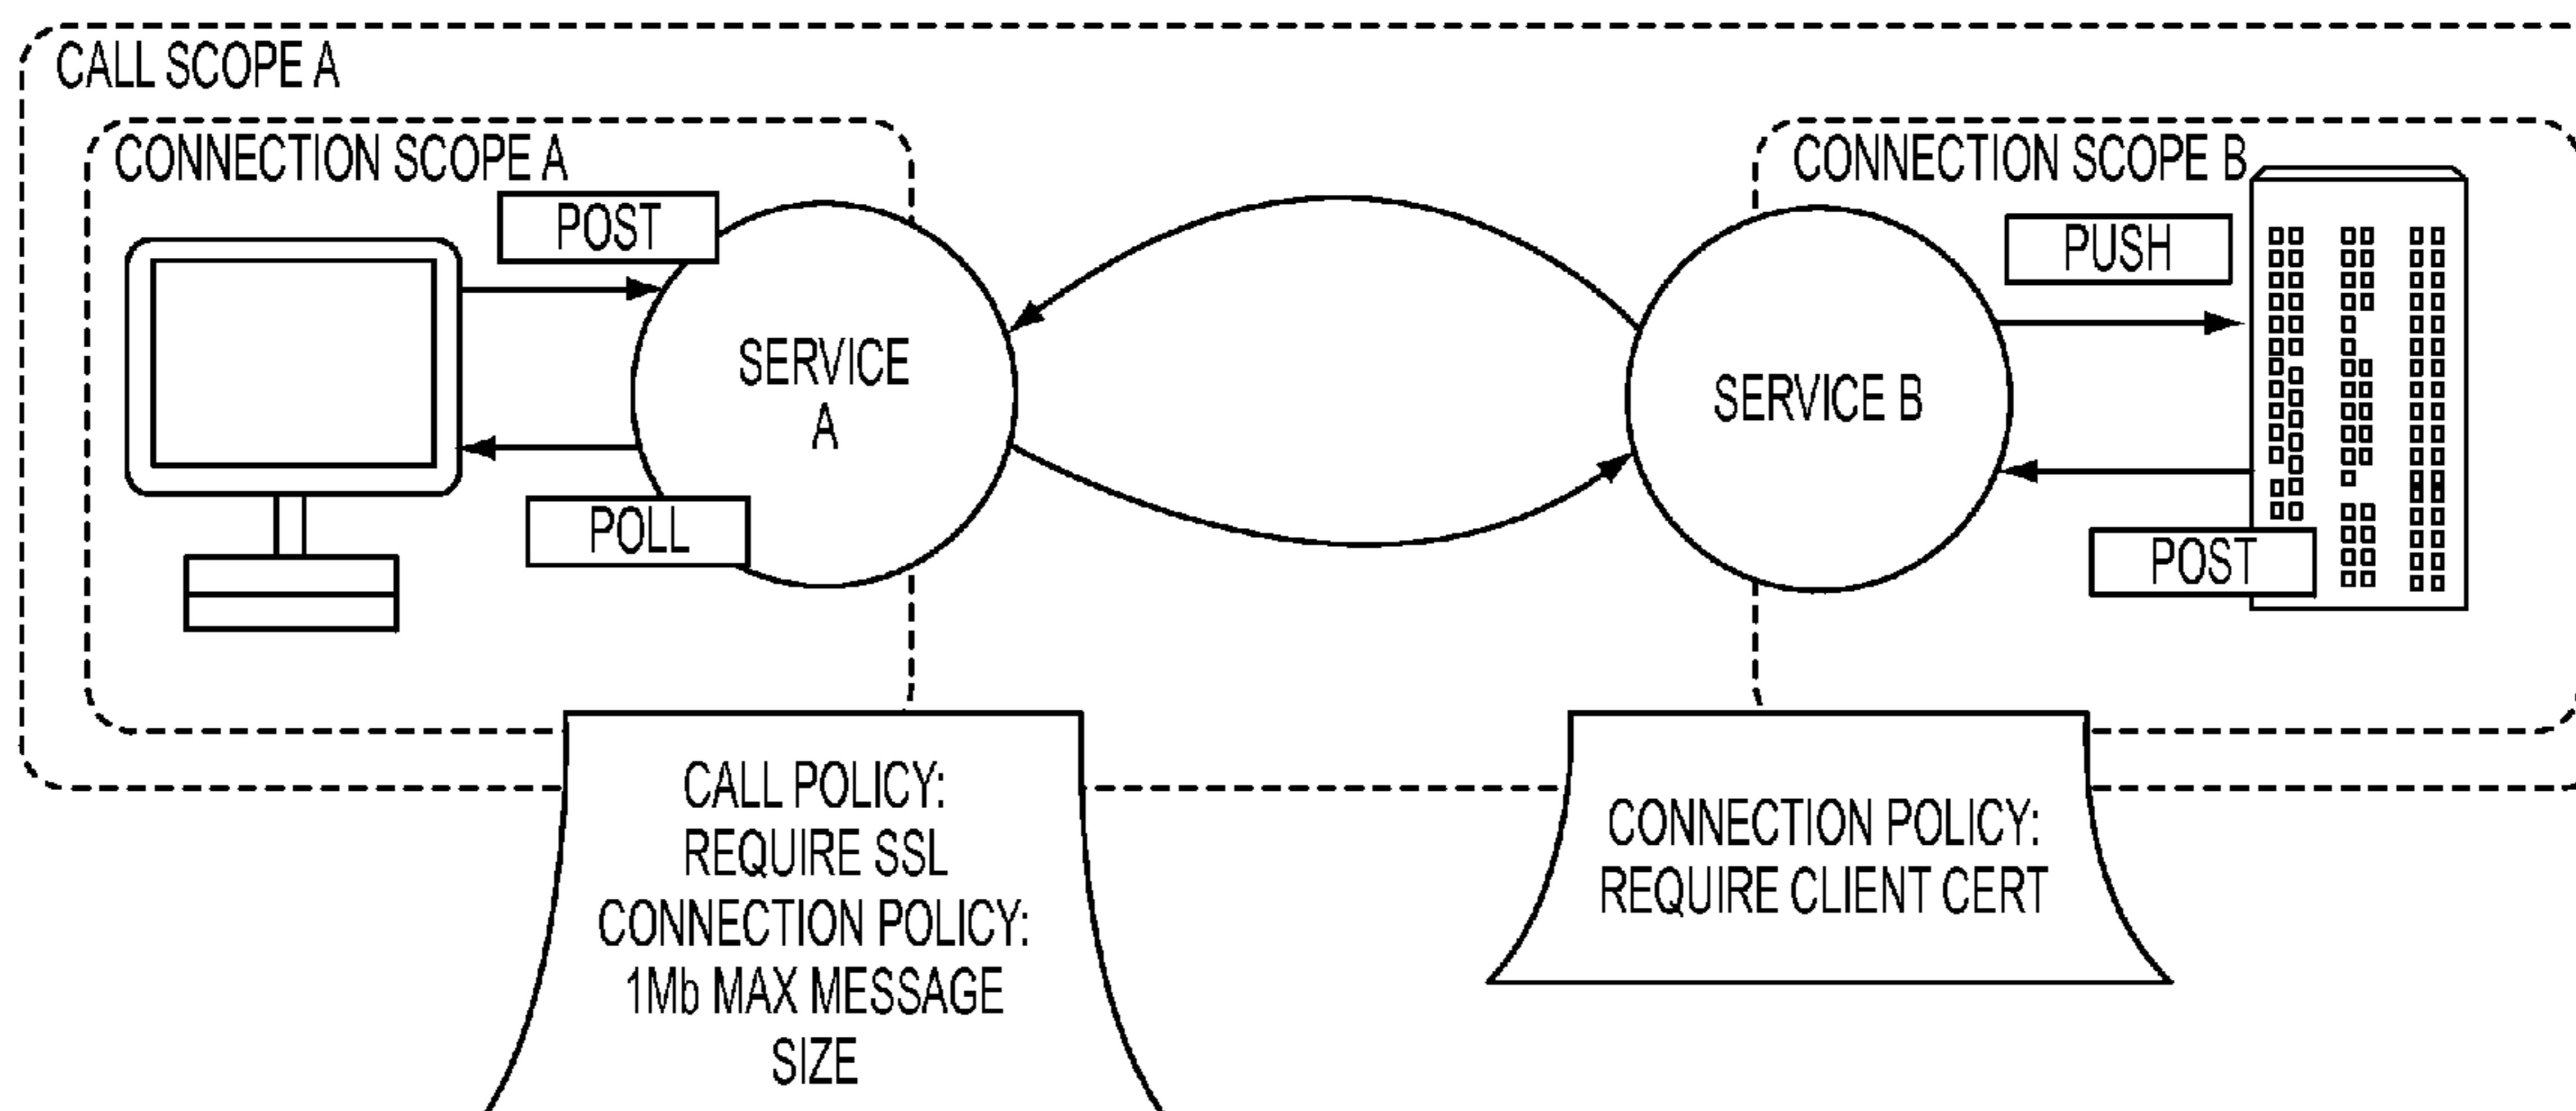 CALL SCOPE A
CONNECTION SCOPE A
CONNECTION SCOPE B
POST
PUSH
SERVICE
A
SERVICE B
POLL
POST
CALL POLICY:
REQUIRE SSL
CONNECTION POLICY:
1Mb MAX MESSAGE
SIZE
CONNECTION POLICY:
REQUIRE CLIENT CERT